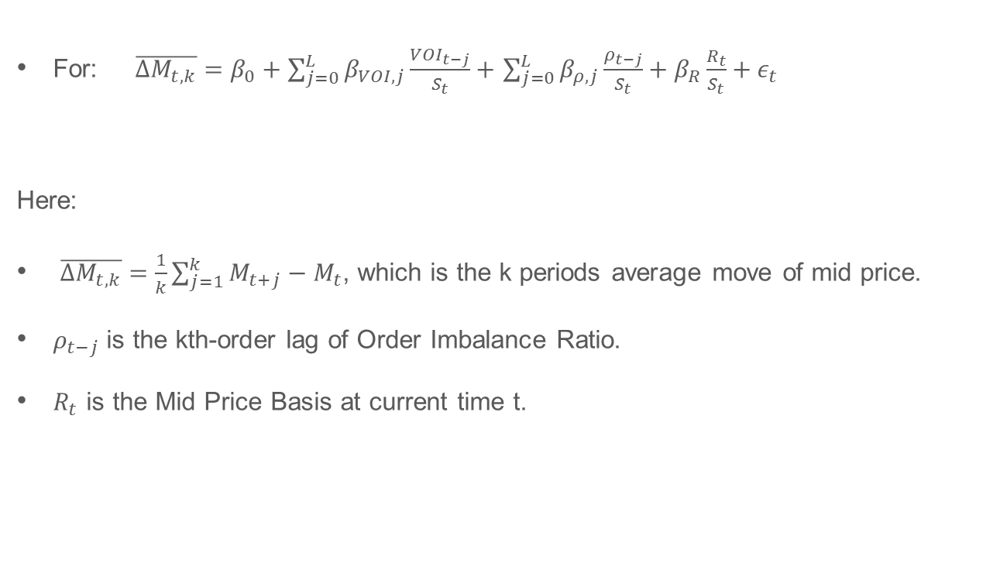 • For: $\overline{\Delta M_{t,k}} = \beta_0 + \sum_{j=0}^{L} \beta_{VOI,j} \frac{VOI_{t-j}}{S_t} + \sum_{j=0}^{L} \beta_{\rho,j} \frac{\rho_{t-j}}{S_t} + \beta_R \frac{R_t}{S_t} + \epsilon_t$
Here:
• $\overline{\Delta M_{t,k}} = \frac{1}{k} \sum_{j=1}^{k} M_{t+j} - M_t$, which is the k periods average move of mid price.
• $\rho_{t-j}$ is the kth-order lag of Order Imbalance Ratio.
• $R_t$ is the Mid Price Basis at current time t.